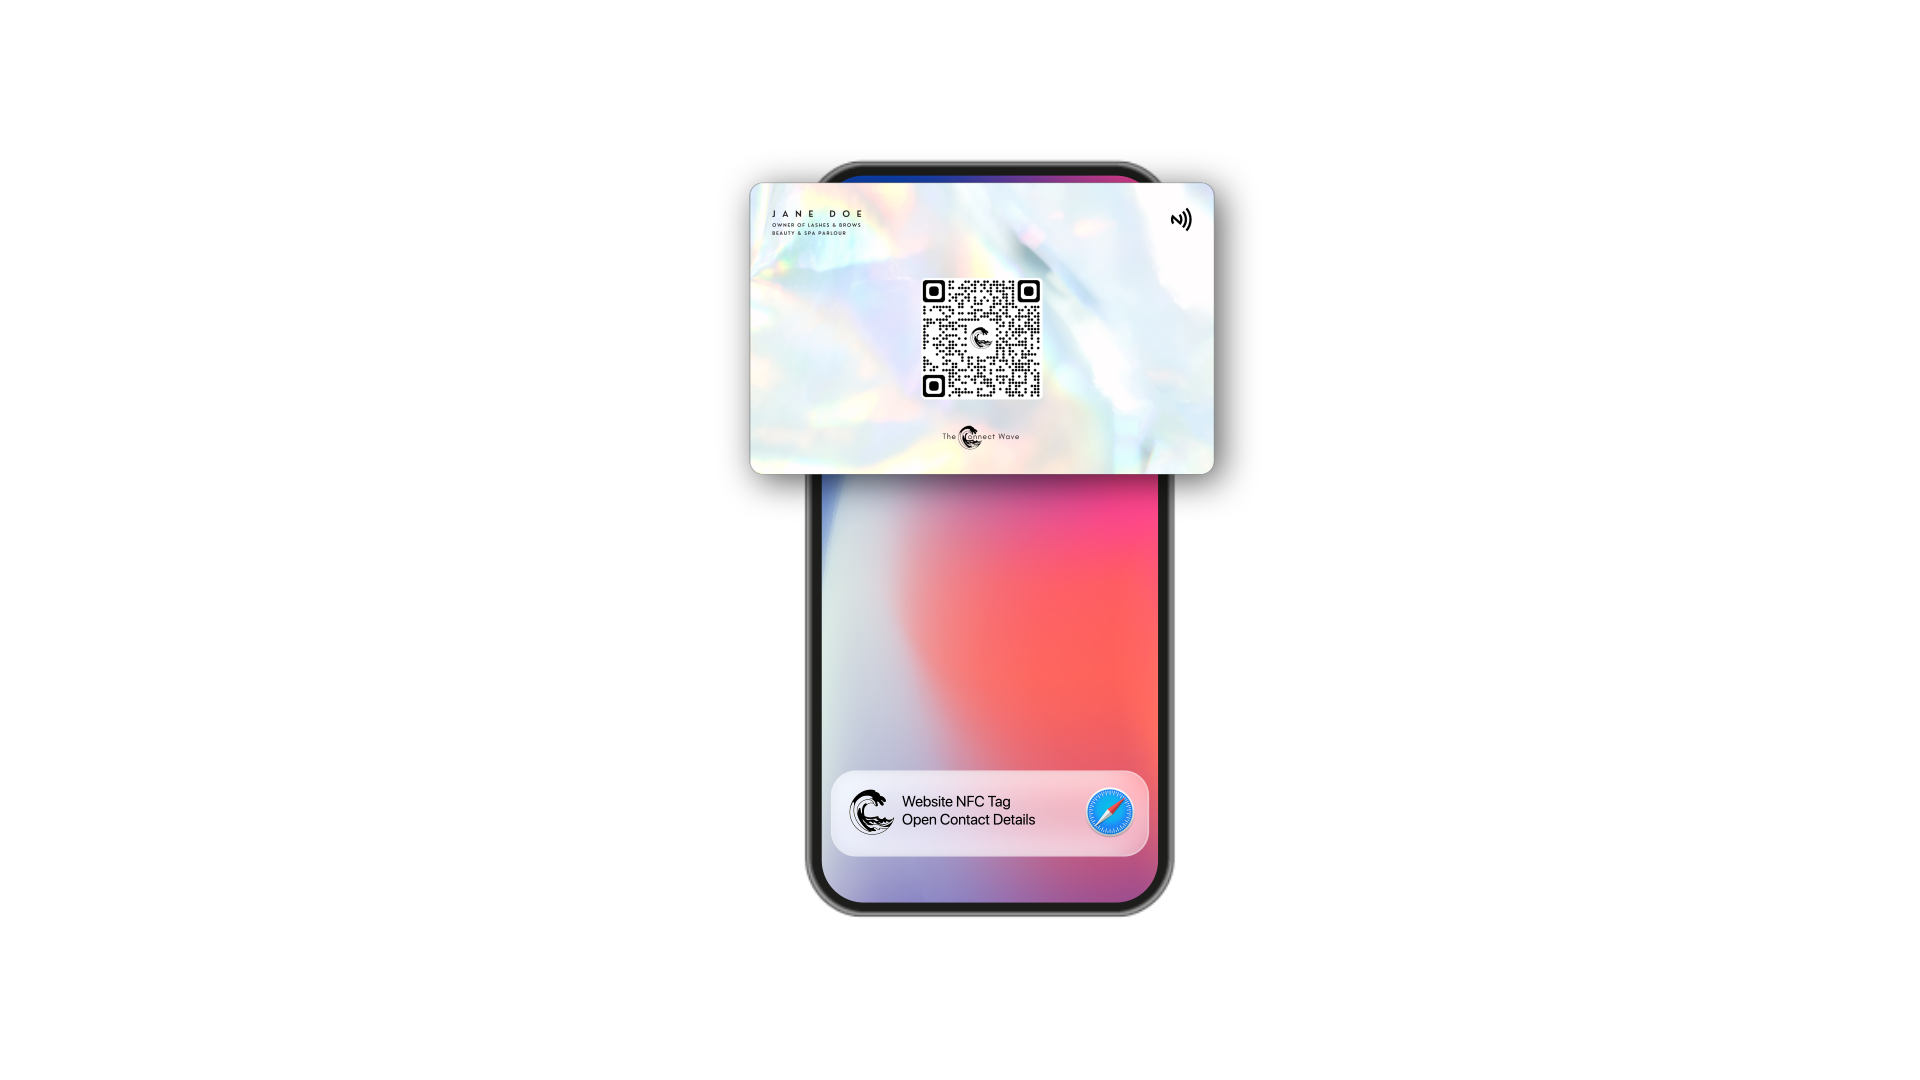 JANE DOE
OWNER OF LASHES & BROWS
BEAUTY & SPA PARLOUR
The Connect Wave
Website NFC Tag
Open Contact Details